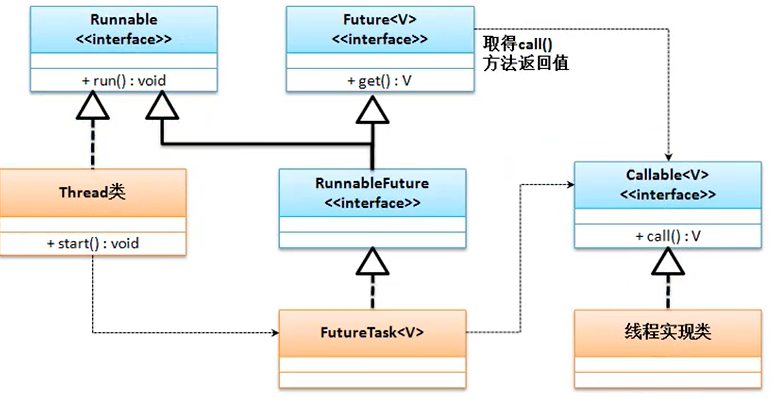 Runnable
<<interface>>
+ run() : void
Future<V>
<<interface>>
+ get() : V
取得call()
方法返回值
Thread类
+ start() : void
RunnableFuture
<<interface>>
Callable<V>
<<interface>>
+ call() : V
FutureTask<V>
线程实现类